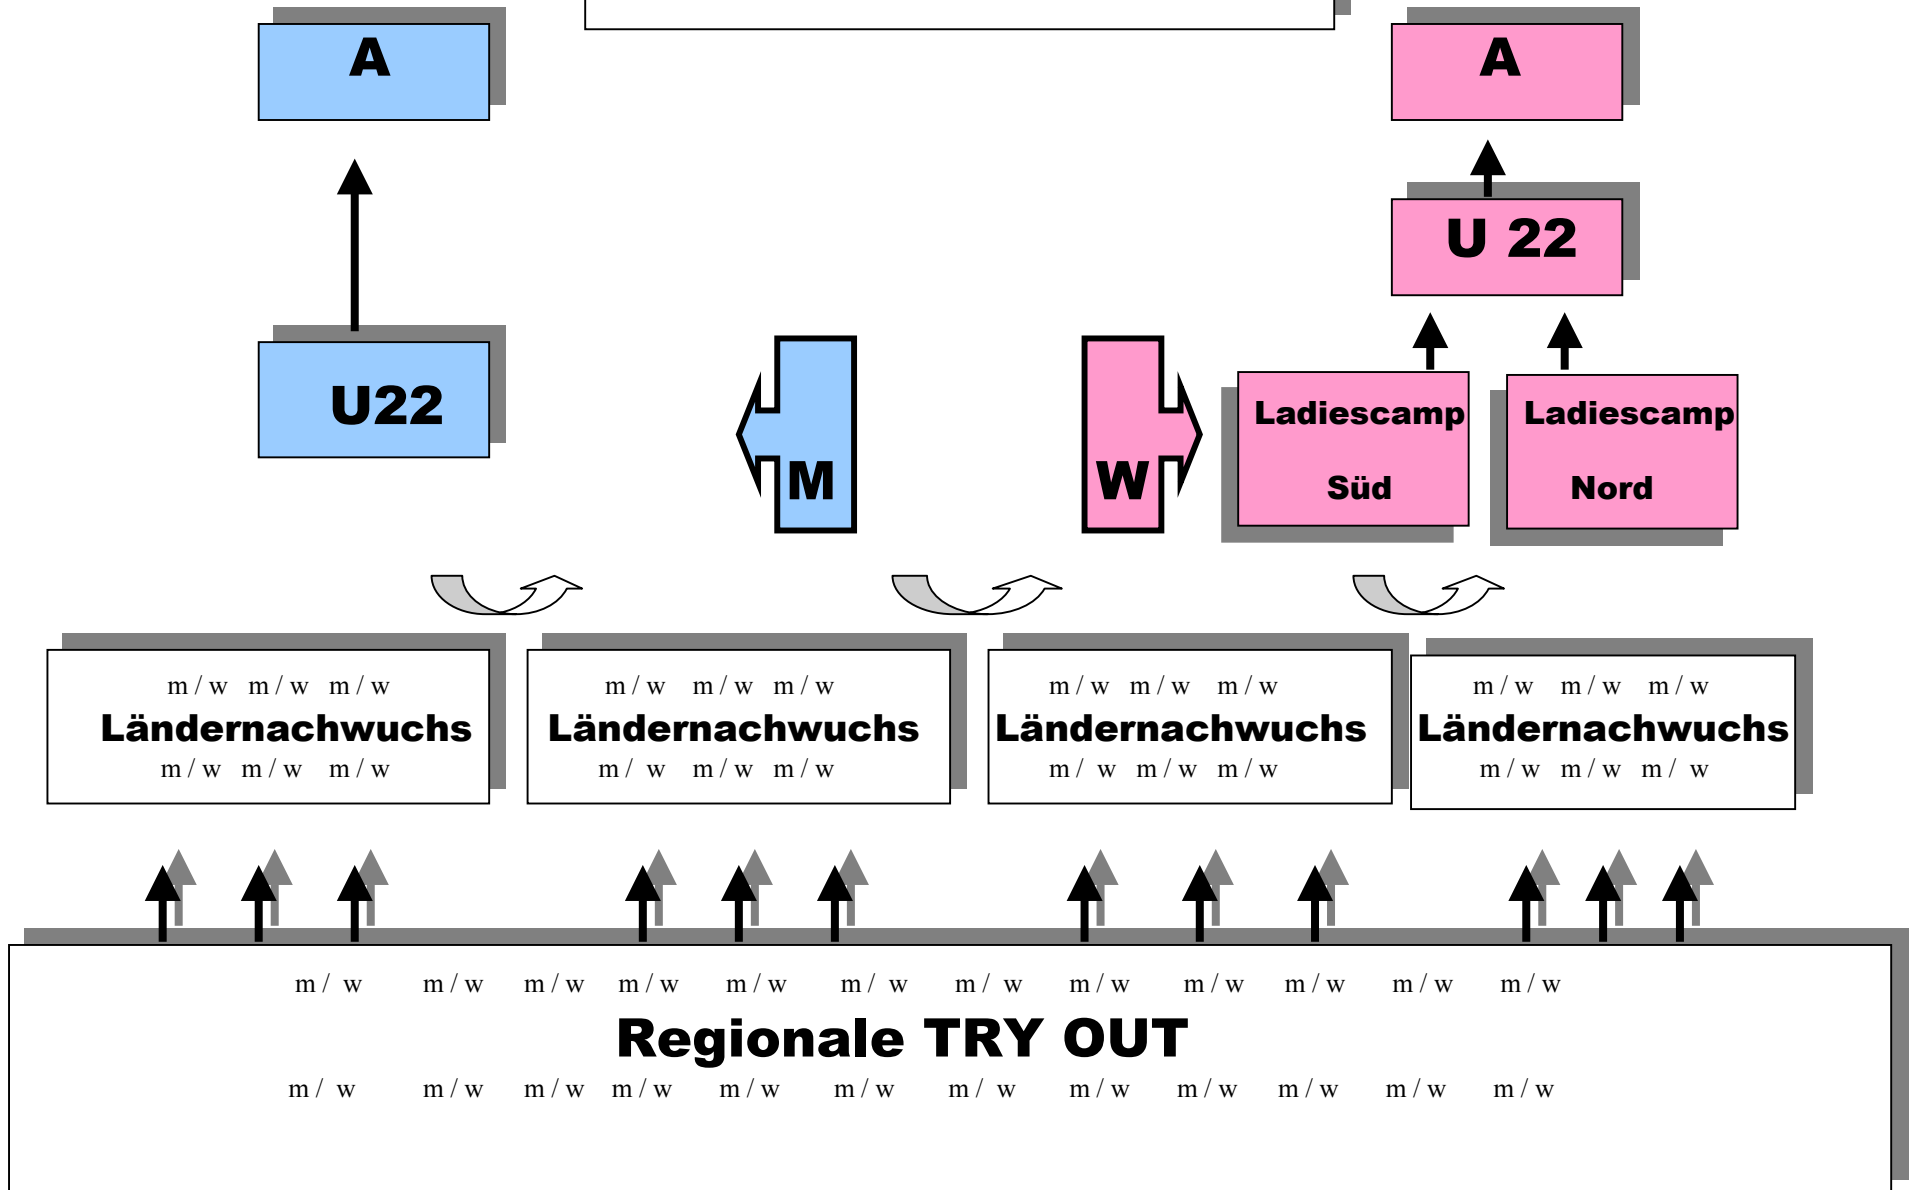 A
A
U 22
U22
M
W
Ladiescamp
Süd
Ladiescamp
Nord
m / w m / w m / w
Ländernachwuchs
m / w m / w m / w
m / w m / w m / w
Ländernachwuchs
m / w m / w m / w
m / w m / w m / w
Ländernachwuchs
m / w m / w m / w
m / w m / w m / w
Ländernachwuchs
m / w m / w m / w
m / w m / w m / w m / w m / w m / w m / w m / w m / w m / w m / w m / w
Regionale TRY OUT
m / w m / w m / w m / w m / w m / w m / w m / w m / w m / w m / w m / w